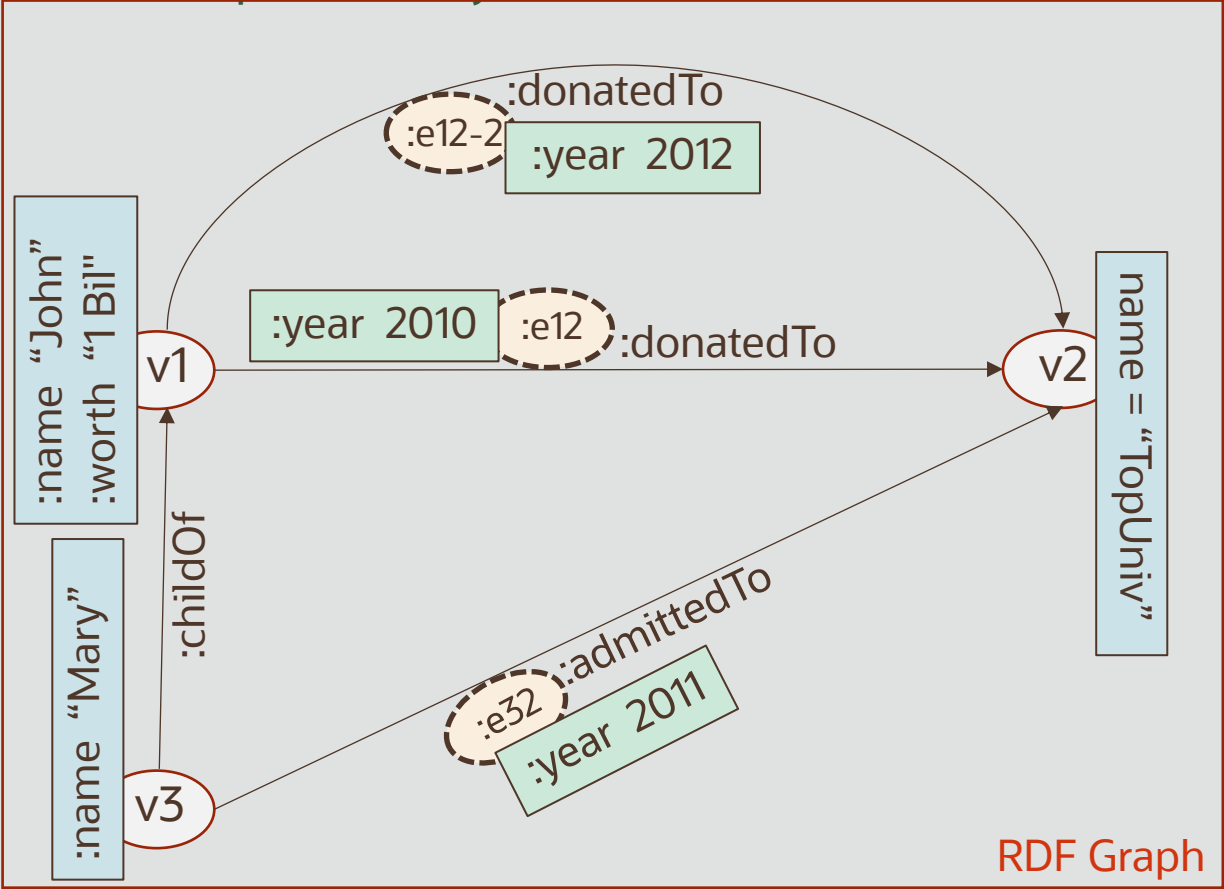 :donatedTo
:e12-2
:year 2012
:name “John”
:worth “1 Bil"
:year 2010
:e12
:donatedTo
v1
v2
name = “TopUniv”
:childOf
:admittedTo
:e32
:year 2011
:name “Mary”
v3
RDF Graph